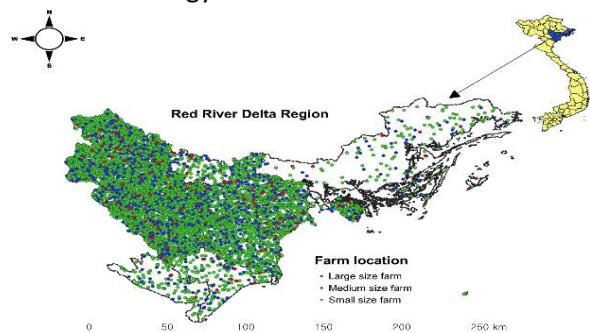 N
W E
S
Red River Delta Region
Farm location
Large size farm
Medium size farm
Small size farm
0 50 100 150 200 250 km